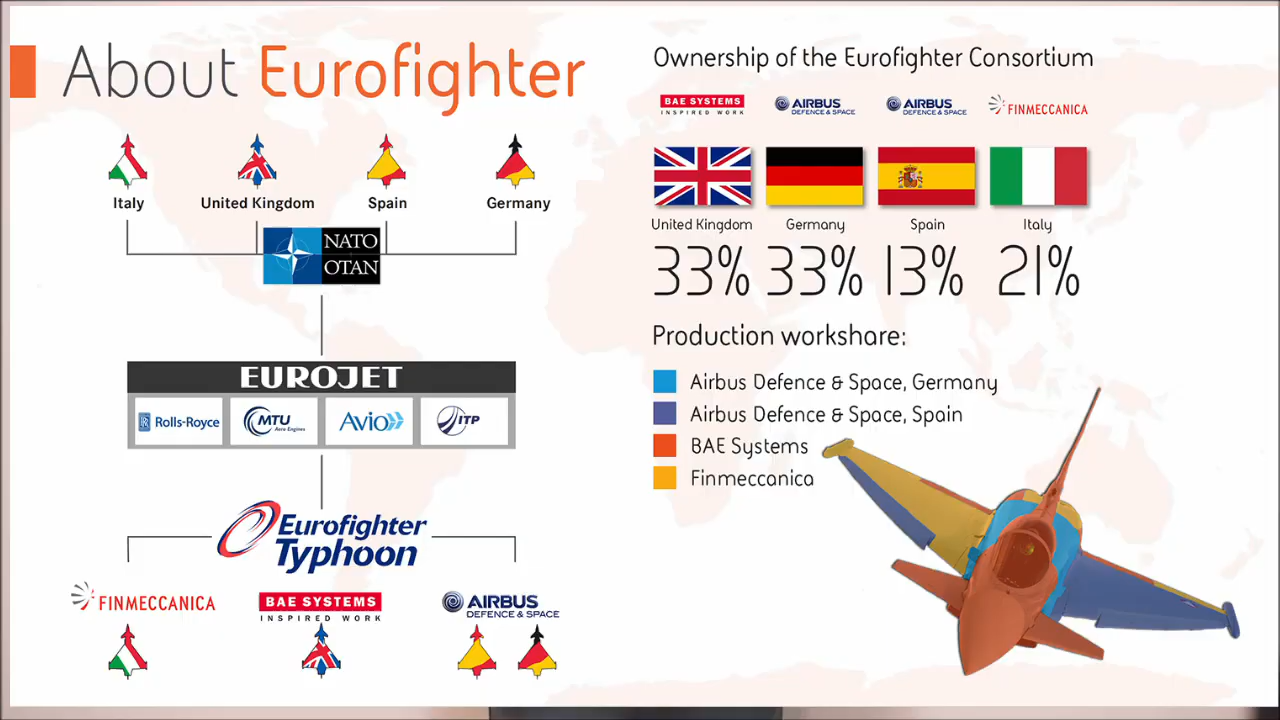 About Eurofighter
Italy
United Kingdom
Spain
Germany
NATO
OTAN
EUROJET
Rolls-Royce
MTU
Aero Engines
Avio
ITP
Eurofighter
Typhoon
FINMECCANICA
BAE SYSTEMS
INSPIRED WORK
AIRBUS
DEFENCE & SPACE
Ownership of the Eurofighter Consortium
BAE SYSTEMS
INSPIRED WORK
AIRBUS
DEFENCE & SPACE
AIRBUS
DEFENCE & SPACE
FINMECCANICA
United Kingdom
Germany
Spain
Italy
33%
33%
13%
21%
Production workshare:
Airbus Defence & Space, Germany
Airbus Defence & Space, Spain
BAE Systems
Finmeccanica